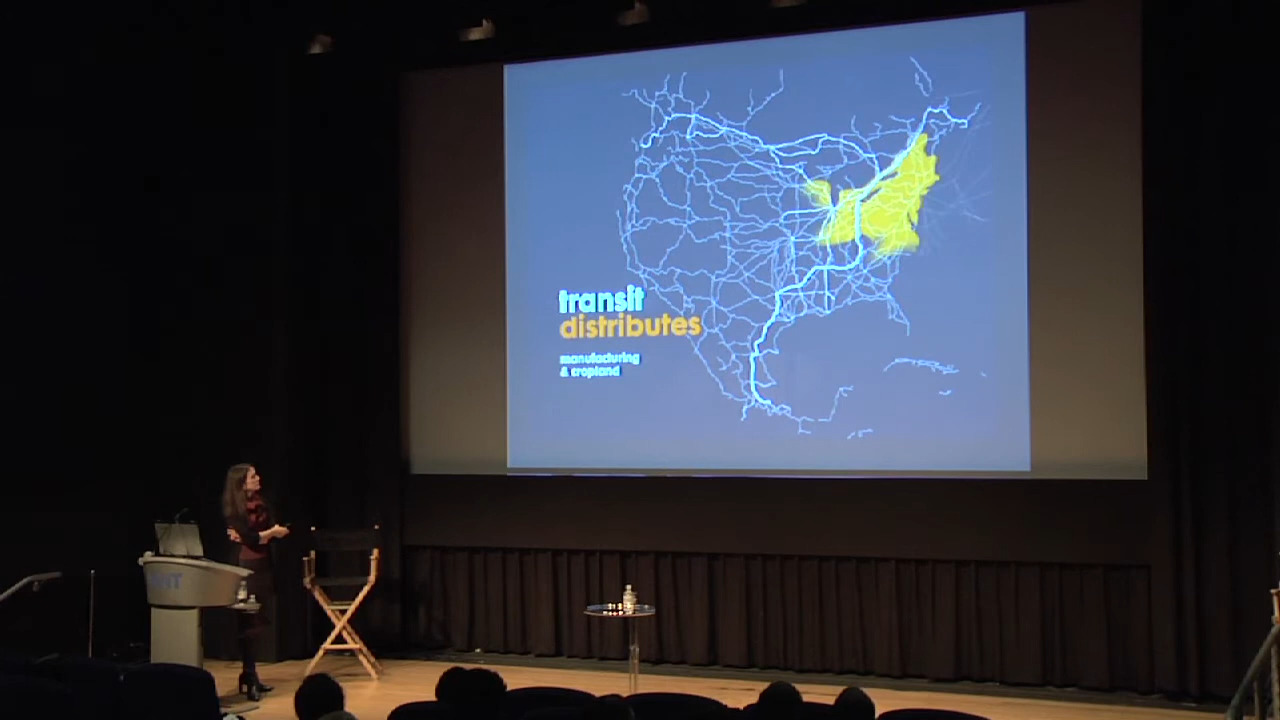 transit
distributes
manufacturing
& cropland